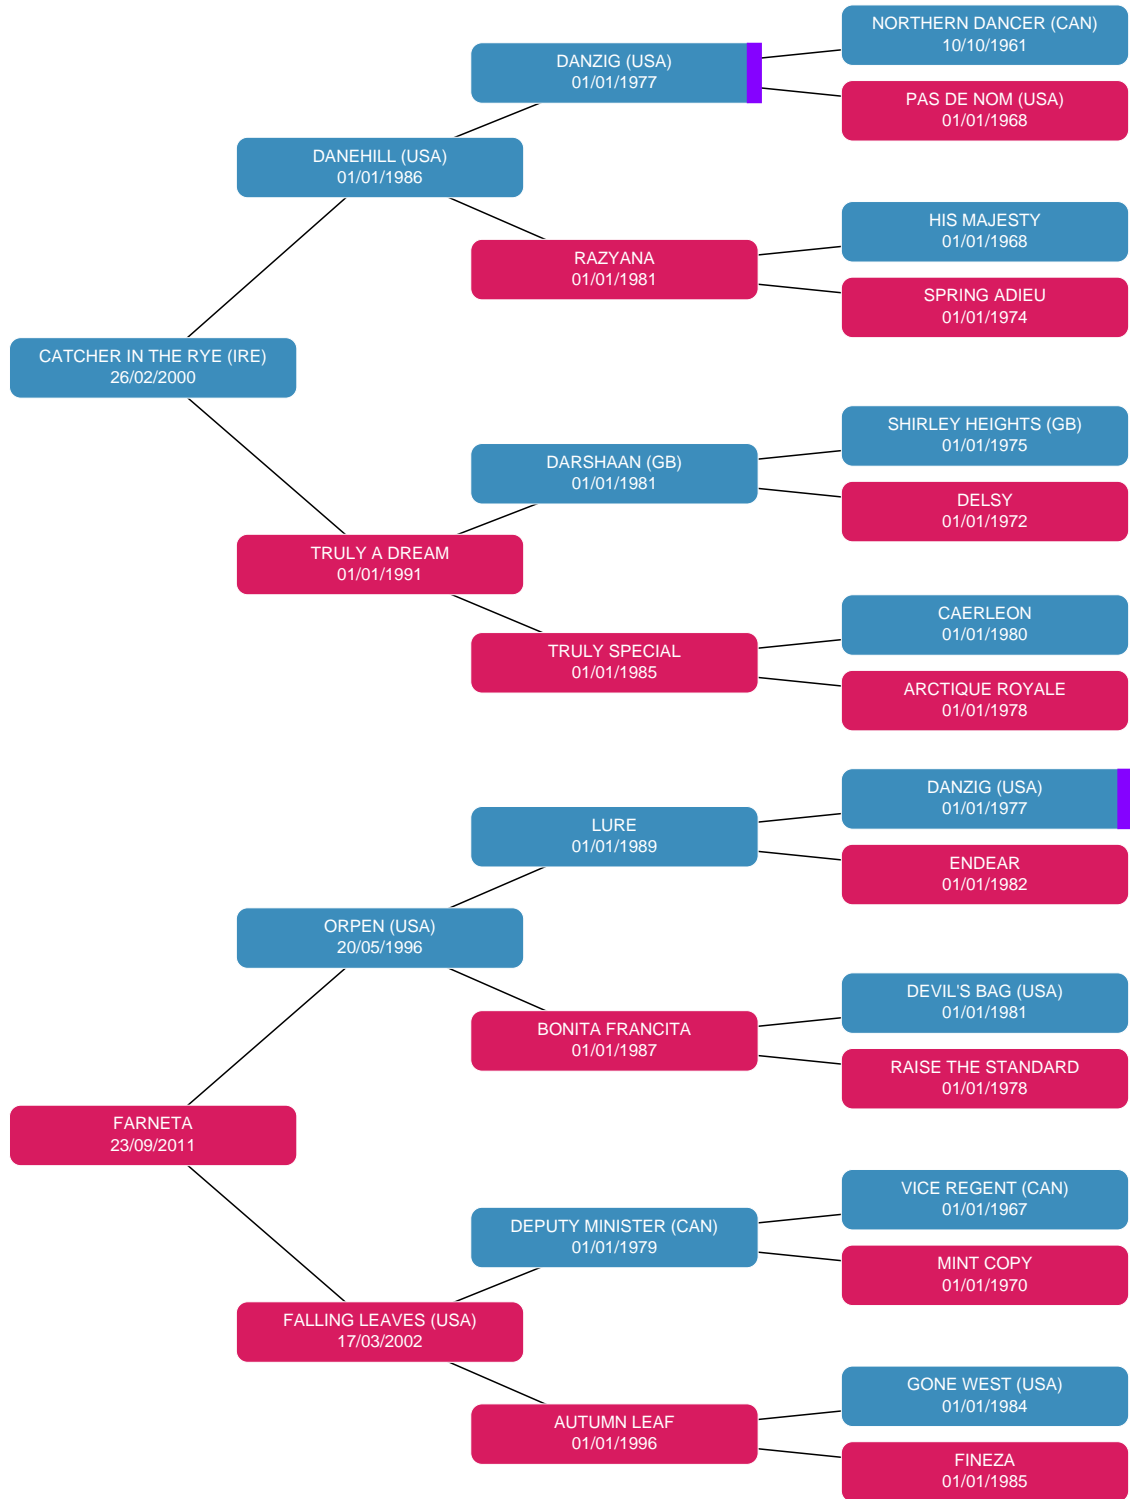 NORTHERN DANCER (CAN)
10/10/1961
DANZIG (USA)
01/01/1977
PAS DE NOM (USA)
01/01/1968
DANEHILL (USA)
01/01/1986
HIS MAJESTY
01/01/1968
RAZYANA
01/01/1981
SPRING ADIEU
01/01/1974
CATCHER IN THE RYE (IRE)
26/02/2000
SHIRLEY HEIGHTS (GB)
01/01/1975
DARSHAAN (GB)
01/01/1981
DELSY
01/01/1972
TRULY A DREAM
01/01/1991
CAERLEON
01/01/1980
TRULY SPECIAL
01/01/1985
ARCTIQUE ROYALE
01/01/1978
DANZIG (USA)
01/01/1977
LURE
01/01/1989
ENDEAR
01/01/1982
ORPEN (USA)
20/05/1996
DEVIL'S BAG (USA)
01/01/1981
BONITA FRANCITA
01/01/1987
RAISE THE STANDARD
01/01/1978
FARNETA
23/09/2011
VICE REGENT (CAN)
01/01/1967
DEPUTY MINISTER (CAN)
01/01/1979
MINT COPY
01/01/1970
FALLING LEAVES (USA)
17/03/2002
GONE WEST (USA)
01/01/1984
AUTUMN LEAF
01/01/1996
FINEZA
01/01/1985